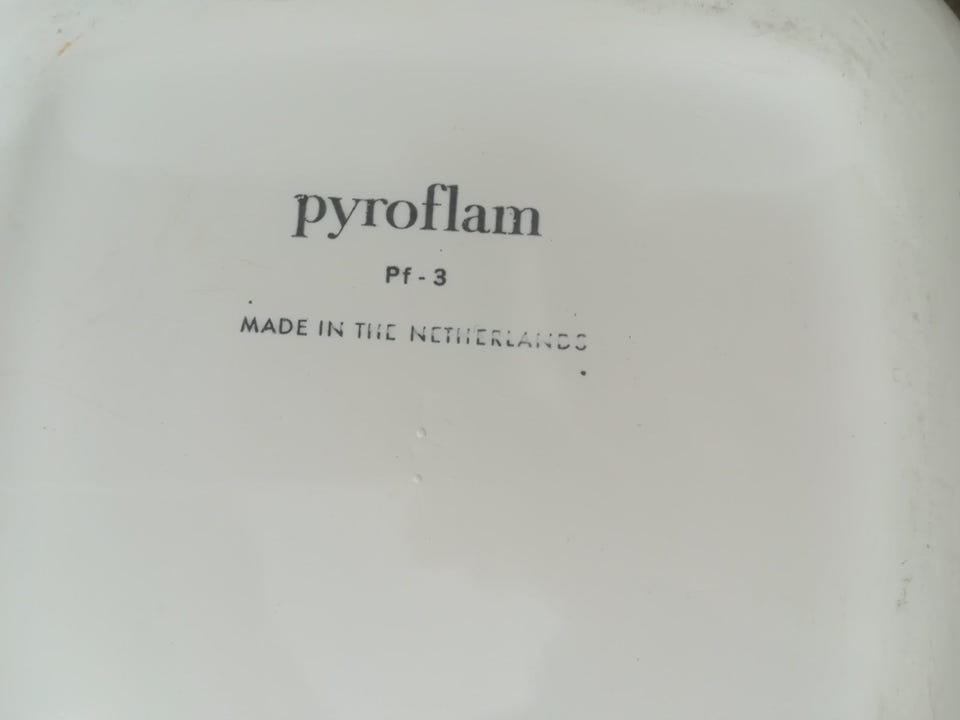 pyroflam
Pf - 3
MADE IN THE NETHERLANDS